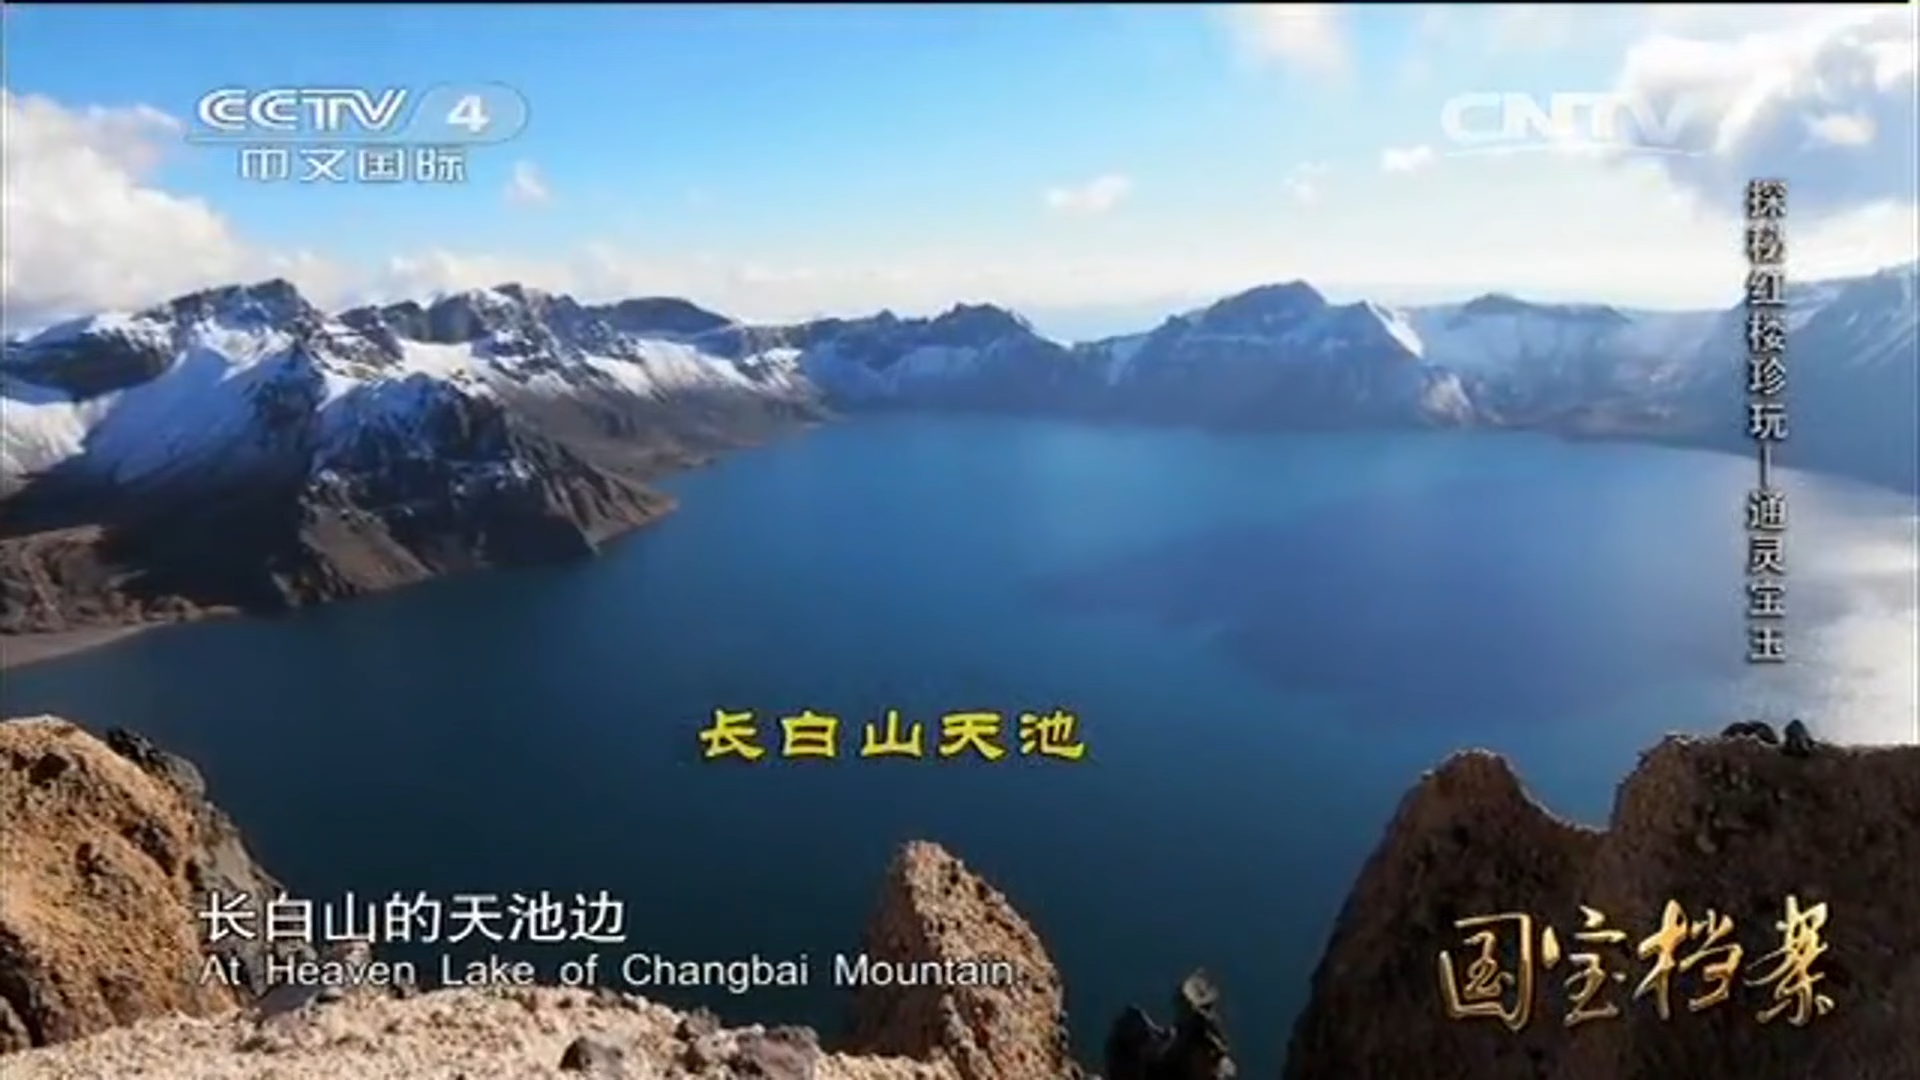 CCTV 4
中文国际
CNTV
探秘红楼珍玩—通灵宝玉
长白山天池
长白山的天池边
At Heaven Lake of Changbai Mountain
国宝档案